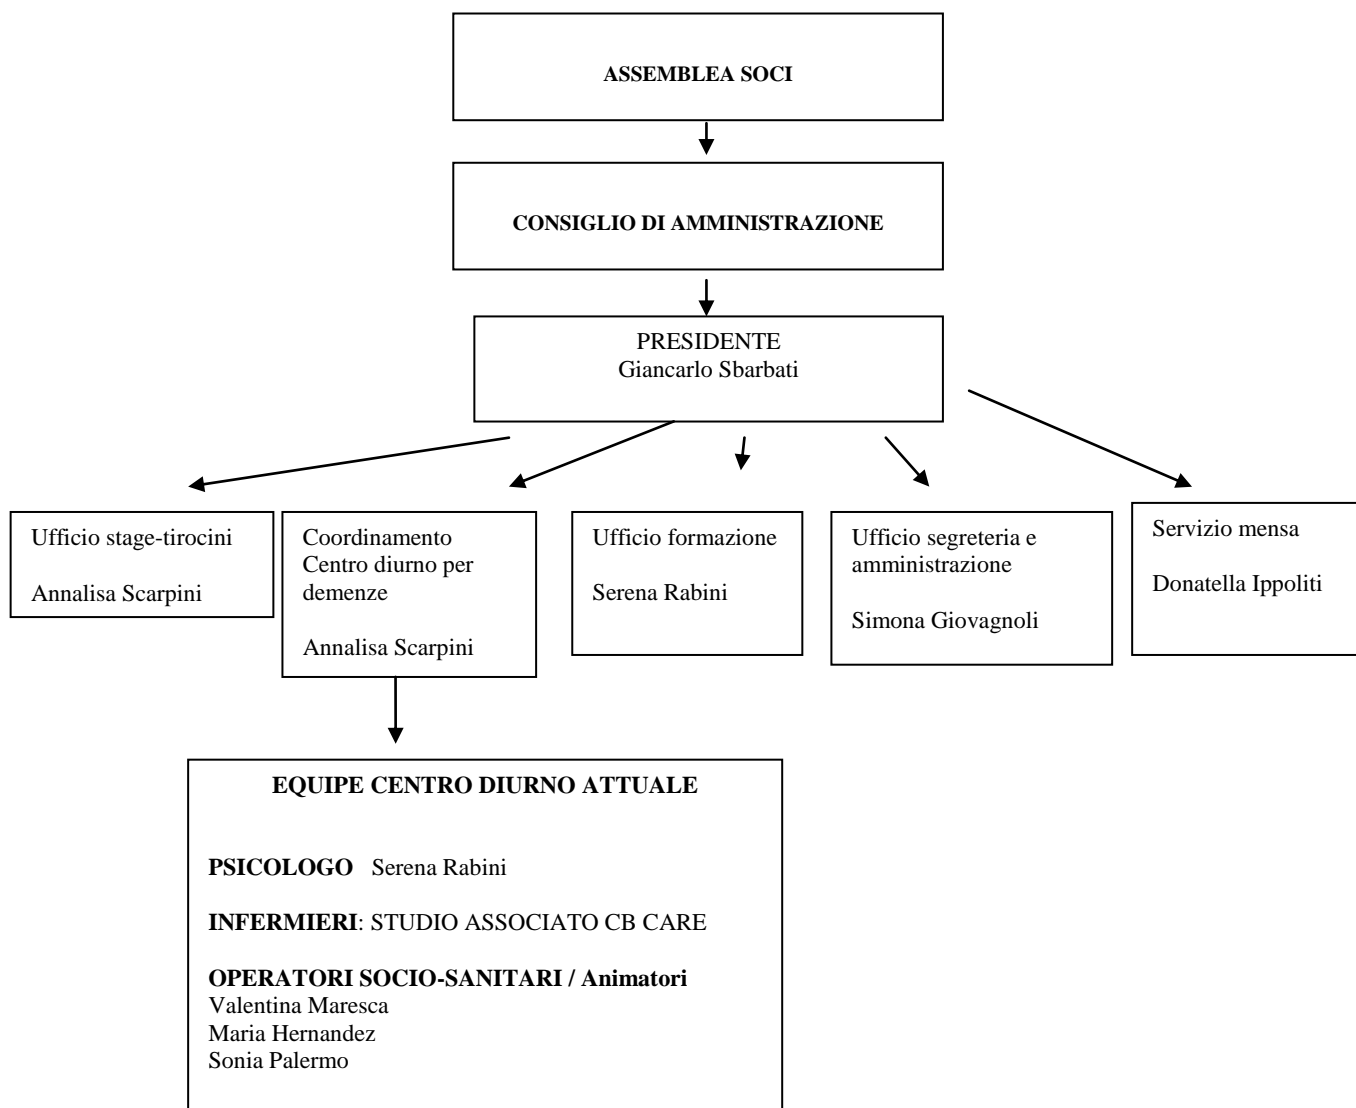 ASSEMBLEA SOCI
CONSIGLIO DI AMMINISTRAZIONE
PRESIDENTE
Giancarlo Sbarbati
Ufficio stage-tirocini
Annalisa Scarpini
Coordinamento
Centro diurno per
demenze
Annalisa Scarpini
Ufficio formazione
Serena Rabini
Ufficio segreteria e
amministrazione
Simona Giovagnoli
Servizio mensa
Donatella Ippoliti
EQUIPE CENTRO DIURNO ATTUALE
PSICOLOGO Serena Rabini
INFERMIERI: STUDIO ASSOCIATO CB CARE
OPERATORI SOCIO-SANITARI / Animatori
Valentina Maresca
Maria Hernandez
Sonia Palermo